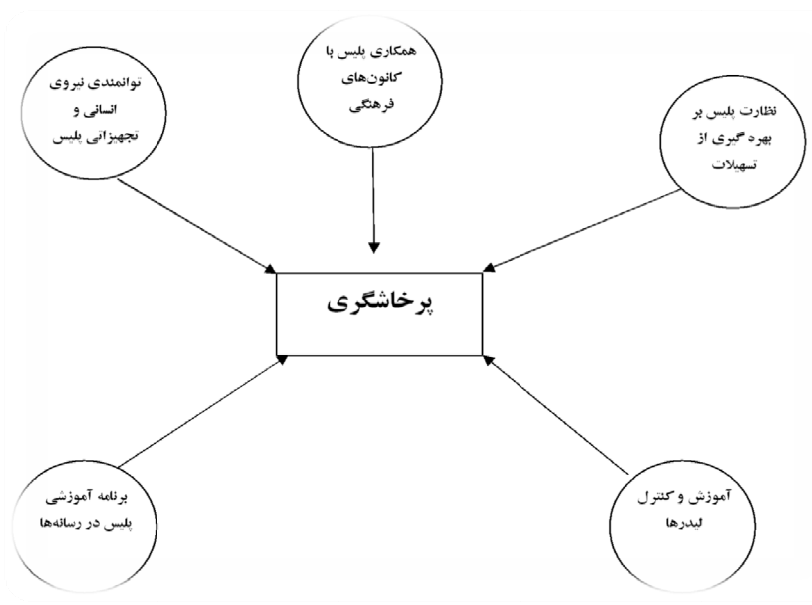 همکاری پلیس با
کانون‌های
فرهنگی
نظارت پلیس بر
بهره گیری از
تسهیلات
توانمندی نیروی
انسانی و
تجهیزاتی پلیس
پرخاشگری
آموزش و کنترل
لیدرها
برنامه آموزشی
پلیس در رسانه‌ها